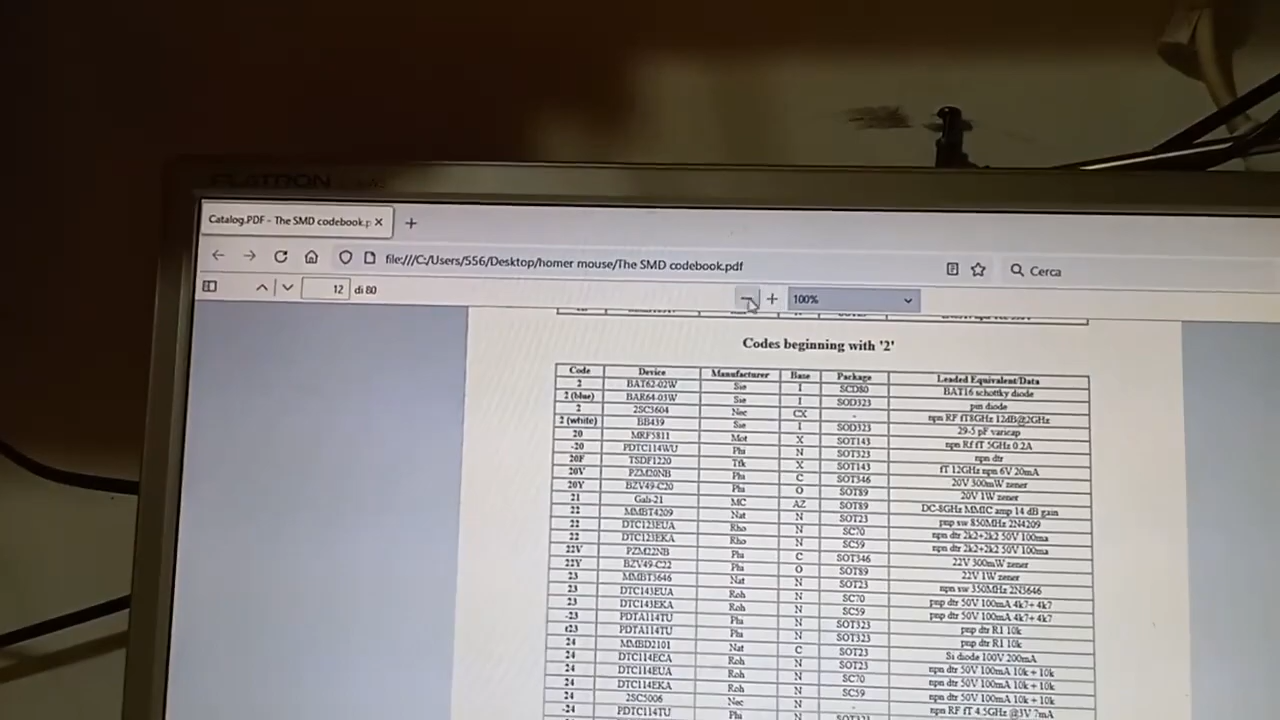 FLATRON
Catalog.PDF - The SMD codebook.p
file:///C:/Users/556/Desktop/homer mouse/The SMD codebook.pdf
Cerca
12 di 80
100%
Codes beginning with '2'
Code Device Manufacturer Base Package Leaded Equivalent/Data
2 BAT62-02W Sie I SCD80 BAT16 schottky diode
2 (blue) BAR64-03W Sie I SOD323 pin diode
2 2SC3604 Nec CX - npn RF fT8GHz 12dB@2GHz
2 (white) BB439 Sie I SOD323 29-5 pF varicap
20 MRF5811 Mot X SOT143 npn Rf fT 5GHz 0.2A
-20 PDTC114WU Phi N SOT323 npn dtr
20F TSDF1220 Tfk X SOT143 fT 12GHz npn 6V 20mA
20V PZM20NB Phi C SOT346 20V 300mW zener
20Y BZV49-C20 Phi O SOT89 20V 1W zener
21 Gali-21 MC AZ SOT89 DC-8GHz MMIC amp 14 dB gain
22 MMBT4209 Nat N SOT23 pnp sw 850MHz 2N4209
22 DTC123EUA Rho N SC70 npn dtr 2k2+2k2 50V 100ma
22 DTC123EKA Rho N SC59 npn dtr 2k2+2k2 50V 100ma
22V PZM22NB Phi C SOT346 22V 300mW zener
22Y BZV49-C22 Phi O SOT89 22V 1W zener
23 MMBT3646 Nat N SOT23 npn sw 350MHz 2N3646
23 DTC143EUA Roh N SC70 pnp dtr 50V 100mA 4k7+ 4k7
23 DTC143EKA Roh N SC59 pnp dtr 50V 100mA 4k7+ 4k7
-23 PDTA114TU Phi N SOT323 pnp dtr R1 10k
t23 PDTA114TU Phi N SOT323 pnp dtr R1 10k
24 MMBD2101 Nat C SOT23 Si diode 100V 200mA
24 DTC114ECA Roh N SOT23 npn dtr 50V 100mA 10k + 10k
24 DTC114EUA Roh N SC70 npn dtr 50V 100mA 10k + 10k
24 DTC114EKA Roh N SC59 npn dtr 50V 100mA 10k + 10k
24 2SC5006 Nec N - npn RF fT 4.5GHz @3V 7mA
-24 PDTC114TU Phi N SOT323